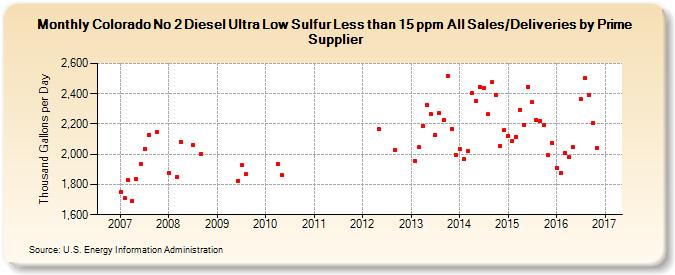 Monthly Colorado No 2 Diesel Ultra Low Sulfur Less than 15 ppm All Sales/Deliveries by Prime
Supplier
Thousand Gallons per Day
2,600
2,400
2,200
2,000
1,800
1,600
2007 2008 2009 2010 2011 2012 2013 2014 2015 2016 2017
Source: U.S. Energy Information Administration